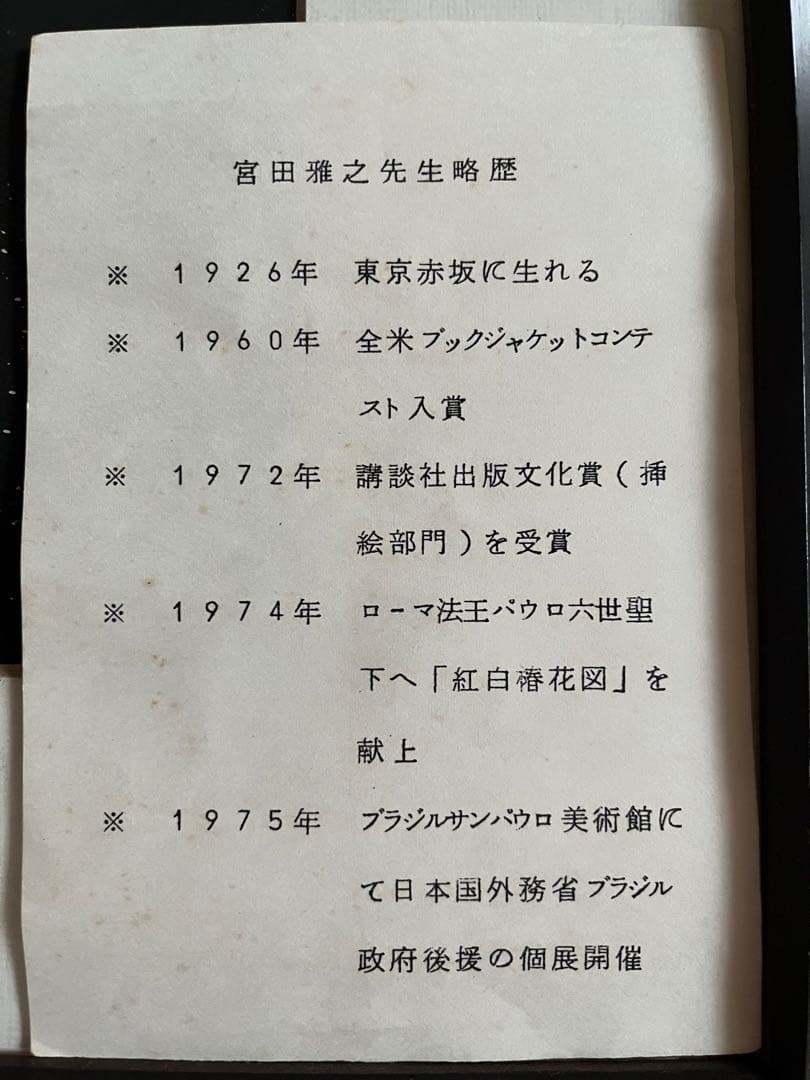 宮田雅之先生略歴
※ 1926年 東京赤坂に生れる
※ 1960年 全米ブックジャケットコンテ
スト入賞
※ 1972年 講談社出版文化賞(挿
絵部門)を受賞
※ 1974年 ローマ法王パウロ六世聖
下へ「紅白椿花図」を
献上
※ 1975年 ブラジルサンパウロ美術館に
て日本国外務省ブラジル
政府後援の個展開催